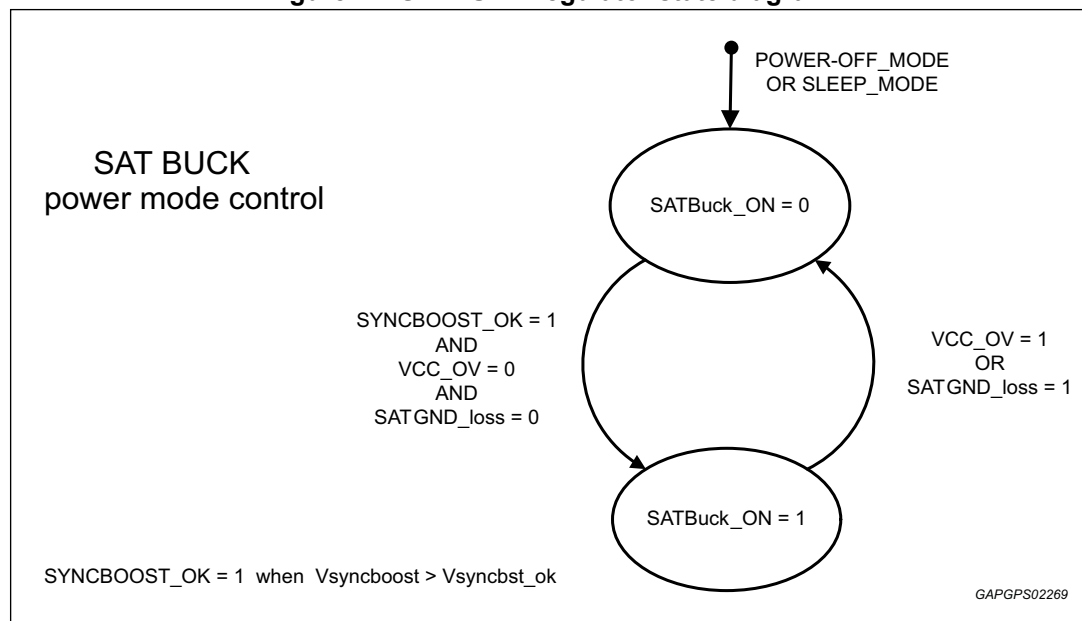 POWER-OFF_MODE
OR SLEEP_MODE
SAT BUCK
power mode control
SATBuck_ON = 0
SYNCBOOST_OK = 1
AND
VCC_OV = 0
AND
SATGND_loss = 0
VCC_OV = 1
OR
SATGND_loss = 1
SATBuck_ON = 1
SYNCBOOST_OK = 1 when Vsyncboost > Vsyncbst_ok
GAPGPS02269